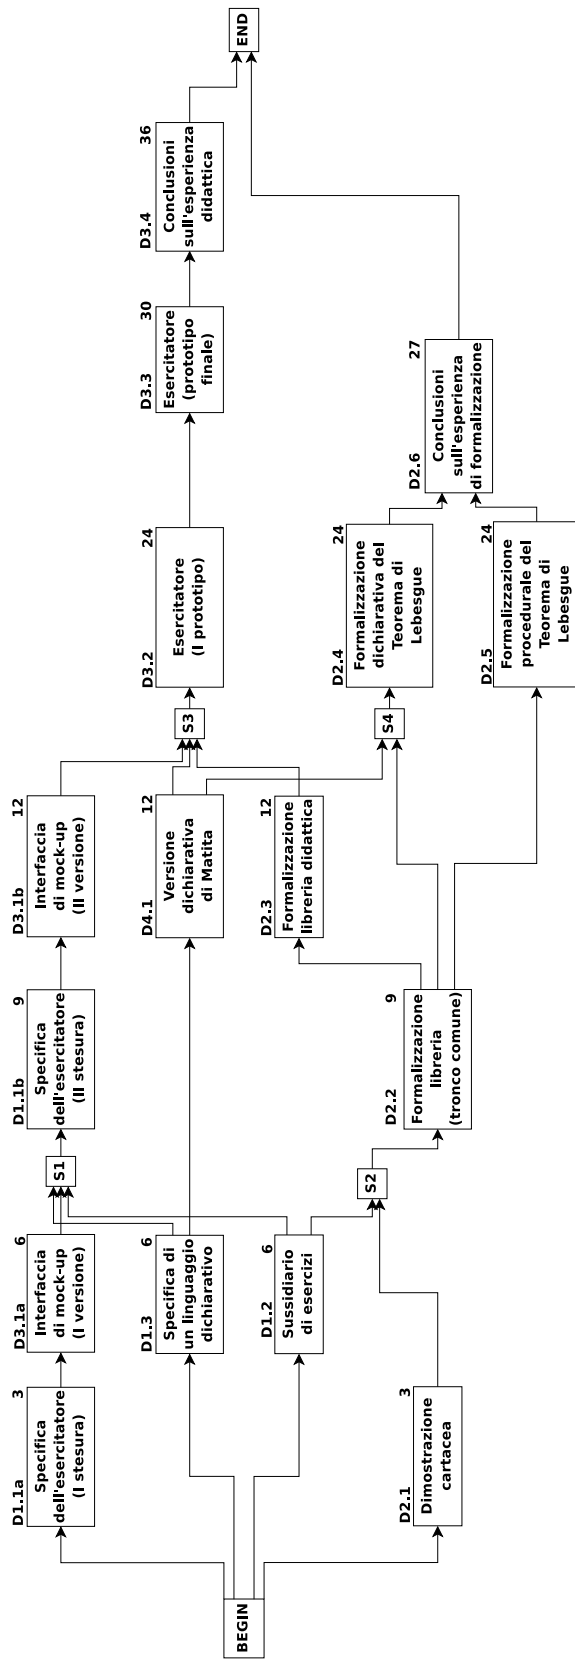 BEGIN
D1.1a 3
Specifica
dell'esercitatore
(I stesura)
D3.1a 6
Interfaccia
di mock-up
(I versione)
S1
D1.1b 9
Specifica
dell'esercitatore
(II stesura)
D3.1b 12
Interfaccia
di mock-up
(II versione)
D1.3 6
Specifica di
un linguaggio
dichiarativo
D4.1 12
Versione
dichiarativa
di Matita
S3
D3.2 24
Esercitatore
(I prototipo)
D3.3 30
Esercitatore
(prototipo
finale)
D3.4 36
Conclusioni
sull'esperienza
didattica
END
D1.2 6
Sussidiario
di esercizi
D2.3 12
Formalizzazione
libreria didattica
D2.1 3
Dimostrazione
cartacea
S2
D2.2 9
Formalizzazione
libreria
(tronco comune)
S4
D2.4 24
Formalizzazione
dichiarativa del
Teorema di
Lebesgue
D2.5 24
Formalizzazione
procedurale del
Teorema di
Lebesgue
D2.6 27
Conclusioni
sull'esperienza
di formalizzazione